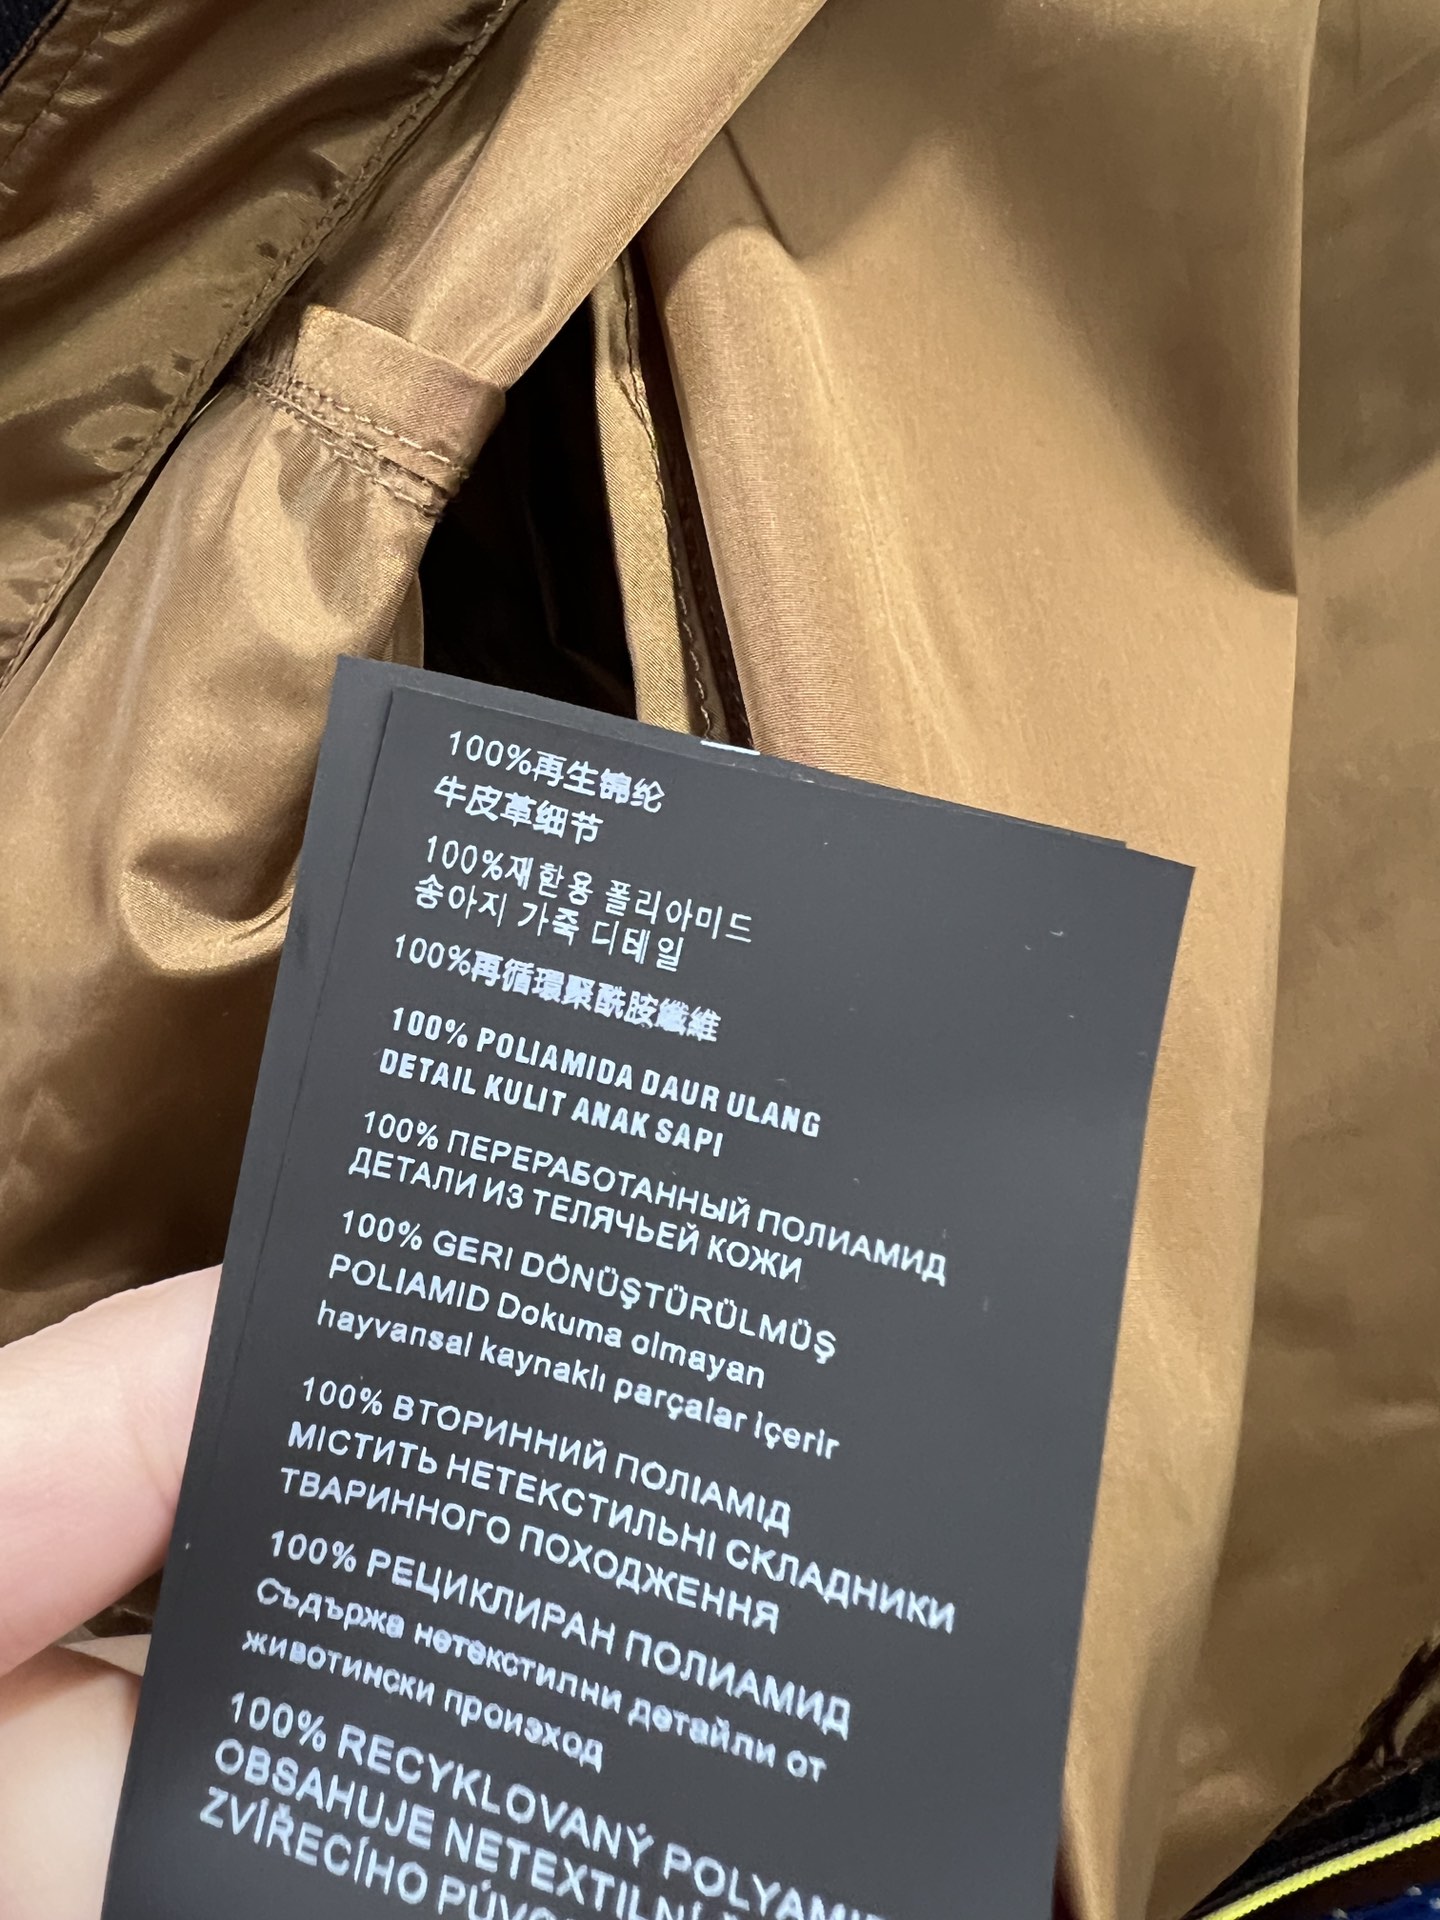 100%再生锦纶
牛皮革细节
100%재한용 폴리아미드
송아지 가죽 디테일
100%再循環聚酰胺纖維
100% POLIAMIDA DAUR ULANG
DETAIL KULIT ANAK SAPI
100% ПЕРЕРАБОТАННЫЙ ПОЛИАМИД
ДЕТАЛИ ИЗ ТЕЛЯЧЬЕЙ КОЖИ
100% GERI DÖNÜŞTÜRÜLMÜŞ
POLIAMID Dokuma olmayan
hayvansal kaynaklı parçalar içerir
100% ВТОРИННИЙ ПОЛІАМІД
МІСТИТЬ НЕТЕКСТИЛЬНІ СКЛАДНИКИ
ТВАРИННОГО ПОХОДЖЕННЯ
100% РЕЦИКЛИРАН ПОЛИАМИД
Съдържа нетекстилни детайли от
животински произход
100% RECYKLOVANÝ
OBSAHUJE
ZVÍŘECÍHO